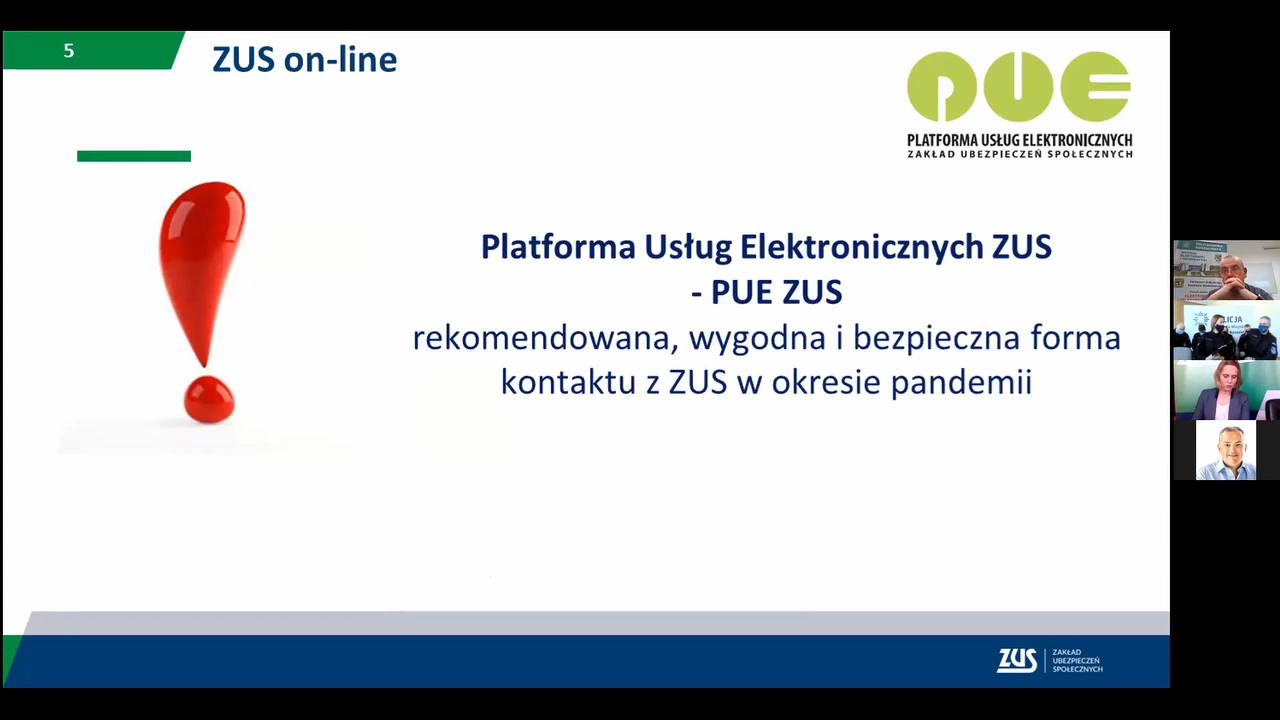 5
ZUS on-line
PUE
PLATFORMA USŁUG ELEKTRONICZNYCH
ZAKŁAD UBEZPIECZEŃ SPOŁECZNYCH
Platforma Usług Elektronicznych ZUS
- PUE ZUS
rekomendowana, wygodna i bezpieczna forma
kontaktu z ZUS w okresie pandemii
ZUS
ZAKŁAD
UBEZPIECZEŃ
SPOŁECZNYCH